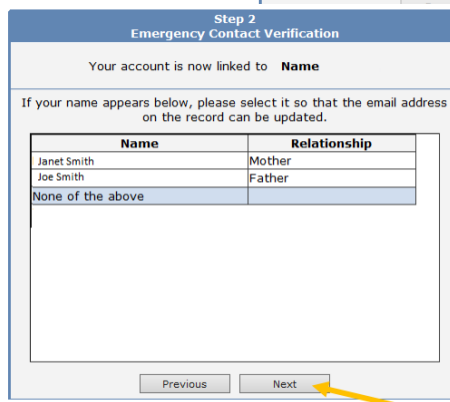 Step 2
Emergency Contact Verification
Your account is now linked to Name
If your name appears below, please select it so that the email address
on the record can be updated.
Name Relationship
Janet Smith Mother
Joe Smith Father
None of the above
Previous Next